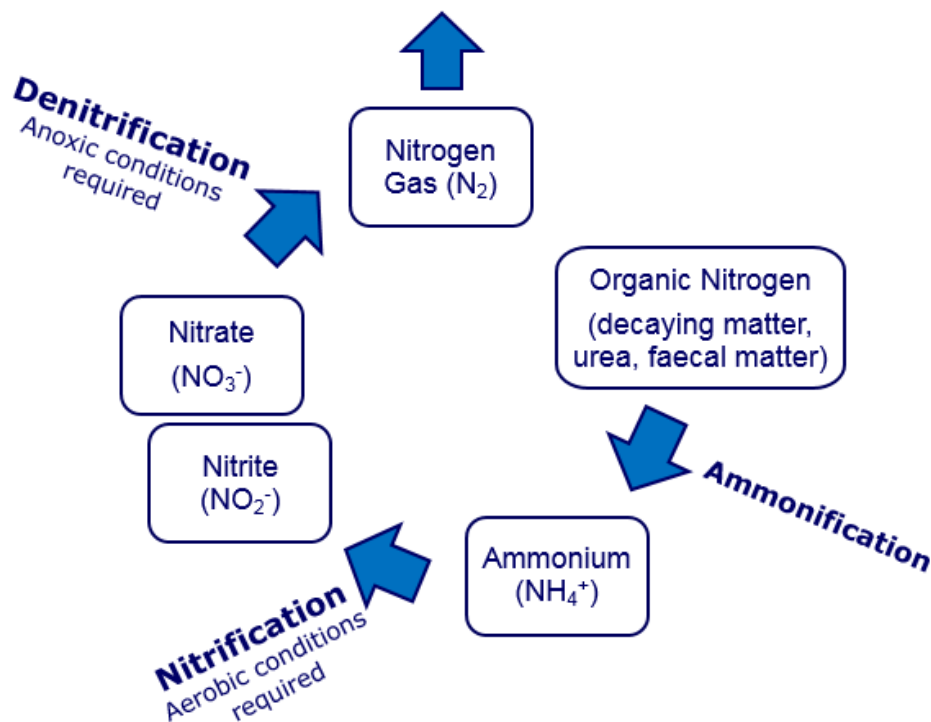 Denitrification
Anoxic conditions
required
Nitrogen
Gas (N₂)
Organic Nitrogen
(decaying matter,
urea, faecal matter)
Nitrate
(NO₃⁻)
Nitrite
(NO₂⁻)
Ammonification
Ammonium
(NH₄⁺)
Nitrification
Aerobic conditions
required